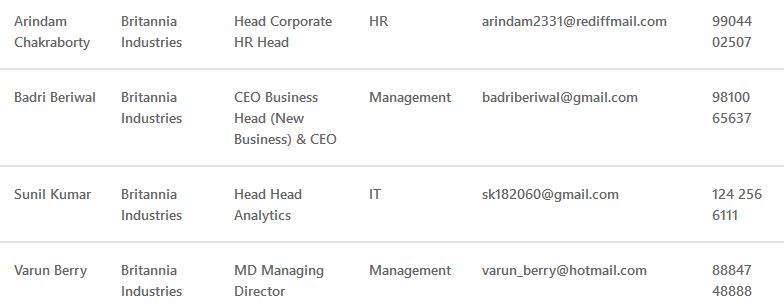 Arindam Britannia Head Corporate HR arindam2331@rediffmail.com 99044
Chakraborty Industries HR Head 02507
Badri Beriwal Britannia CEO Business Management badriberiwal@gmail.com 98100
Industries Head (New 65637
Business) & CEO
Sunil Kumar Britannia Head Head IT sk182060@gmail.com 124 256
Industries Analytics 6111
Varun Berry Britannia MD Managing Management varun_berry@hotmail.com 88847
Industries Director 48888